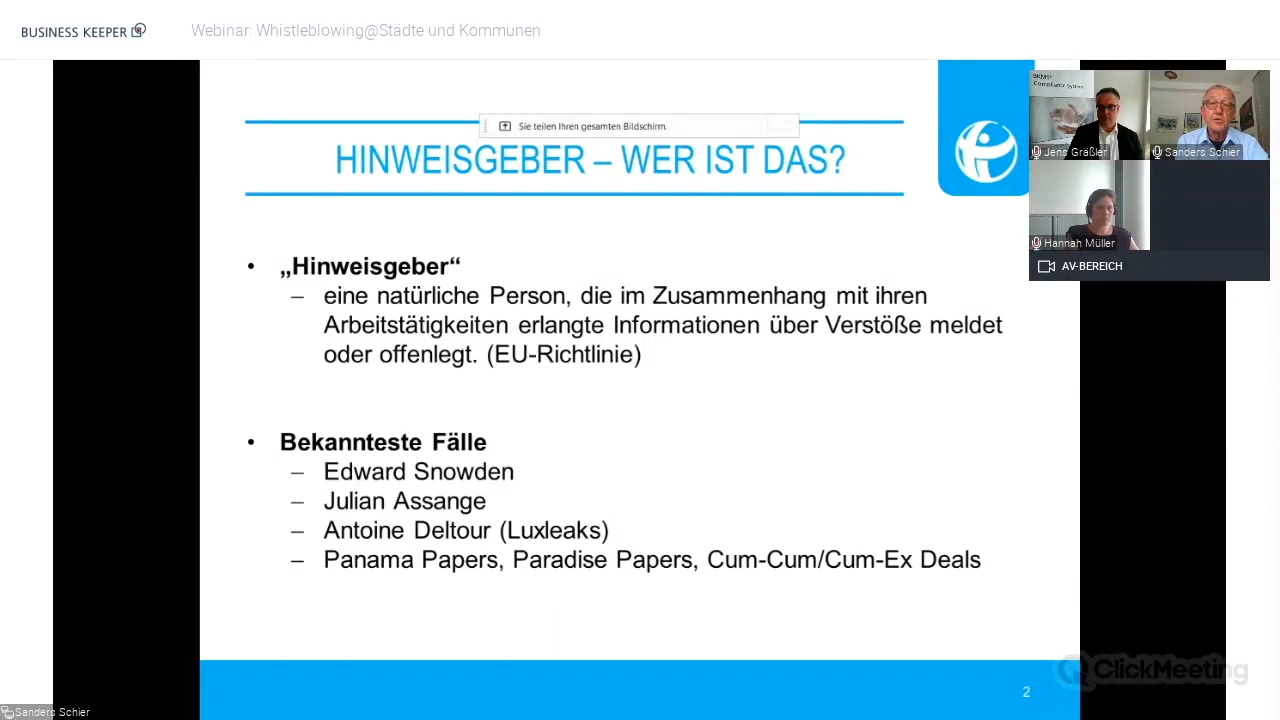 BUSINESS KEEPER
Webinar: Whistleblowing@Städte und Kommunen
Sie teilen Ihren gesamten Bildschirm.
HINWEISGEBER – WER IST DAS?
• „Hinweisgeber“
– eine natürliche Person, die im Zusammenhang mit ihren
Arbeitstätigkeiten erlangte Informationen über Verstöße meldet
oder offenlegt. (EU-Richtlinie)
• Bekannteste Fälle
– Edward Snowden
– Julian Assange
– Antoine Deltour (Luxleaks)
– Panama Papers, Paradise Papers, Cum-Cum/Cum-Ex Deals
2
BKMS®
Compliance System
Jens Gräßler
Sanders Schier
Hannah Müller
AV-BEREICH
ClickMeeting
Sanders Schier